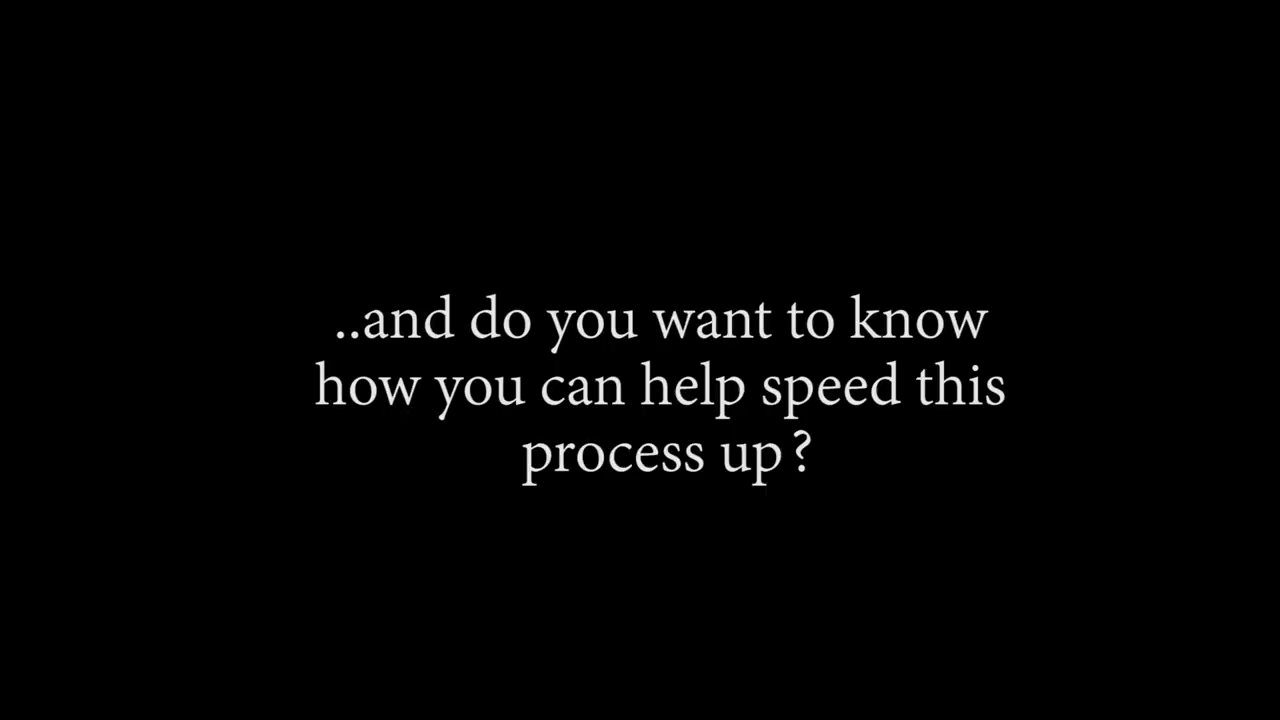 ..and do you want to know
how you can help speed this
process up?